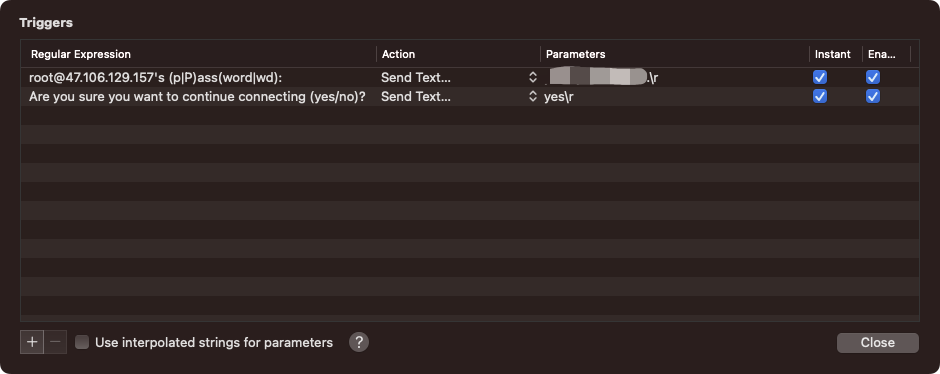 Triggers
Regular Expression Action Parameters Instant Ena...
root@47.106.129.157's (p|P)ass(word|wd): Send Text... .\r
Are you sure you want to continue connecting (yes/no)? Send Text... yes\r
+ − Use interpolated strings for parameters ? Close